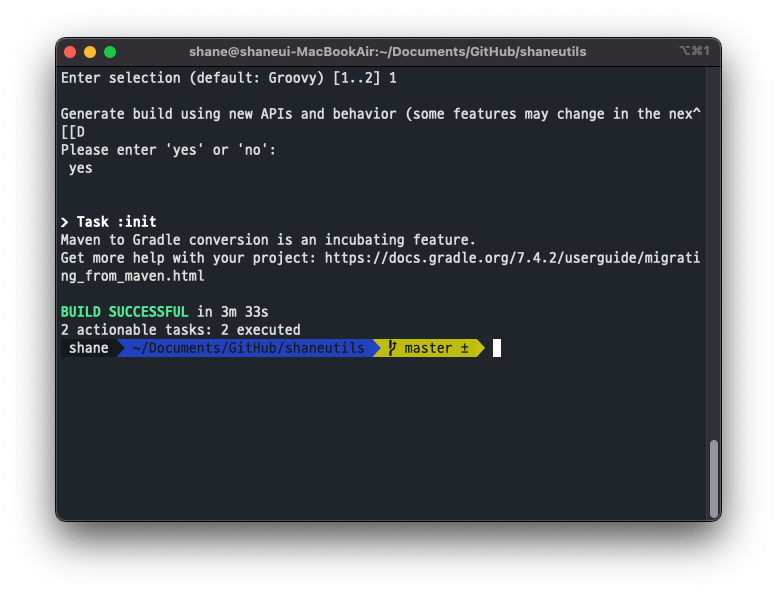 shane@shaneui-MacBookAir:~/Documents/GitHub/shaneutils
⌥⌘1
Enter selection (default: Groovy) [1..2] 1
Generate build using new APIs and behavior (some features may change in the nex^
[[D
Please enter 'yes' or 'no':
yes
> Task :init
Maven to Gradle conversion is an incubating feature.
Get more help with your project: https://docs.gradle.org/7.4.2/userguide/migrati
ng_from_maven.html
BUILD SUCCESSFUL in 3m 33s
2 actionable tasks: 2 executed
shane ~/Documents/GitHub/shaneutils master ±